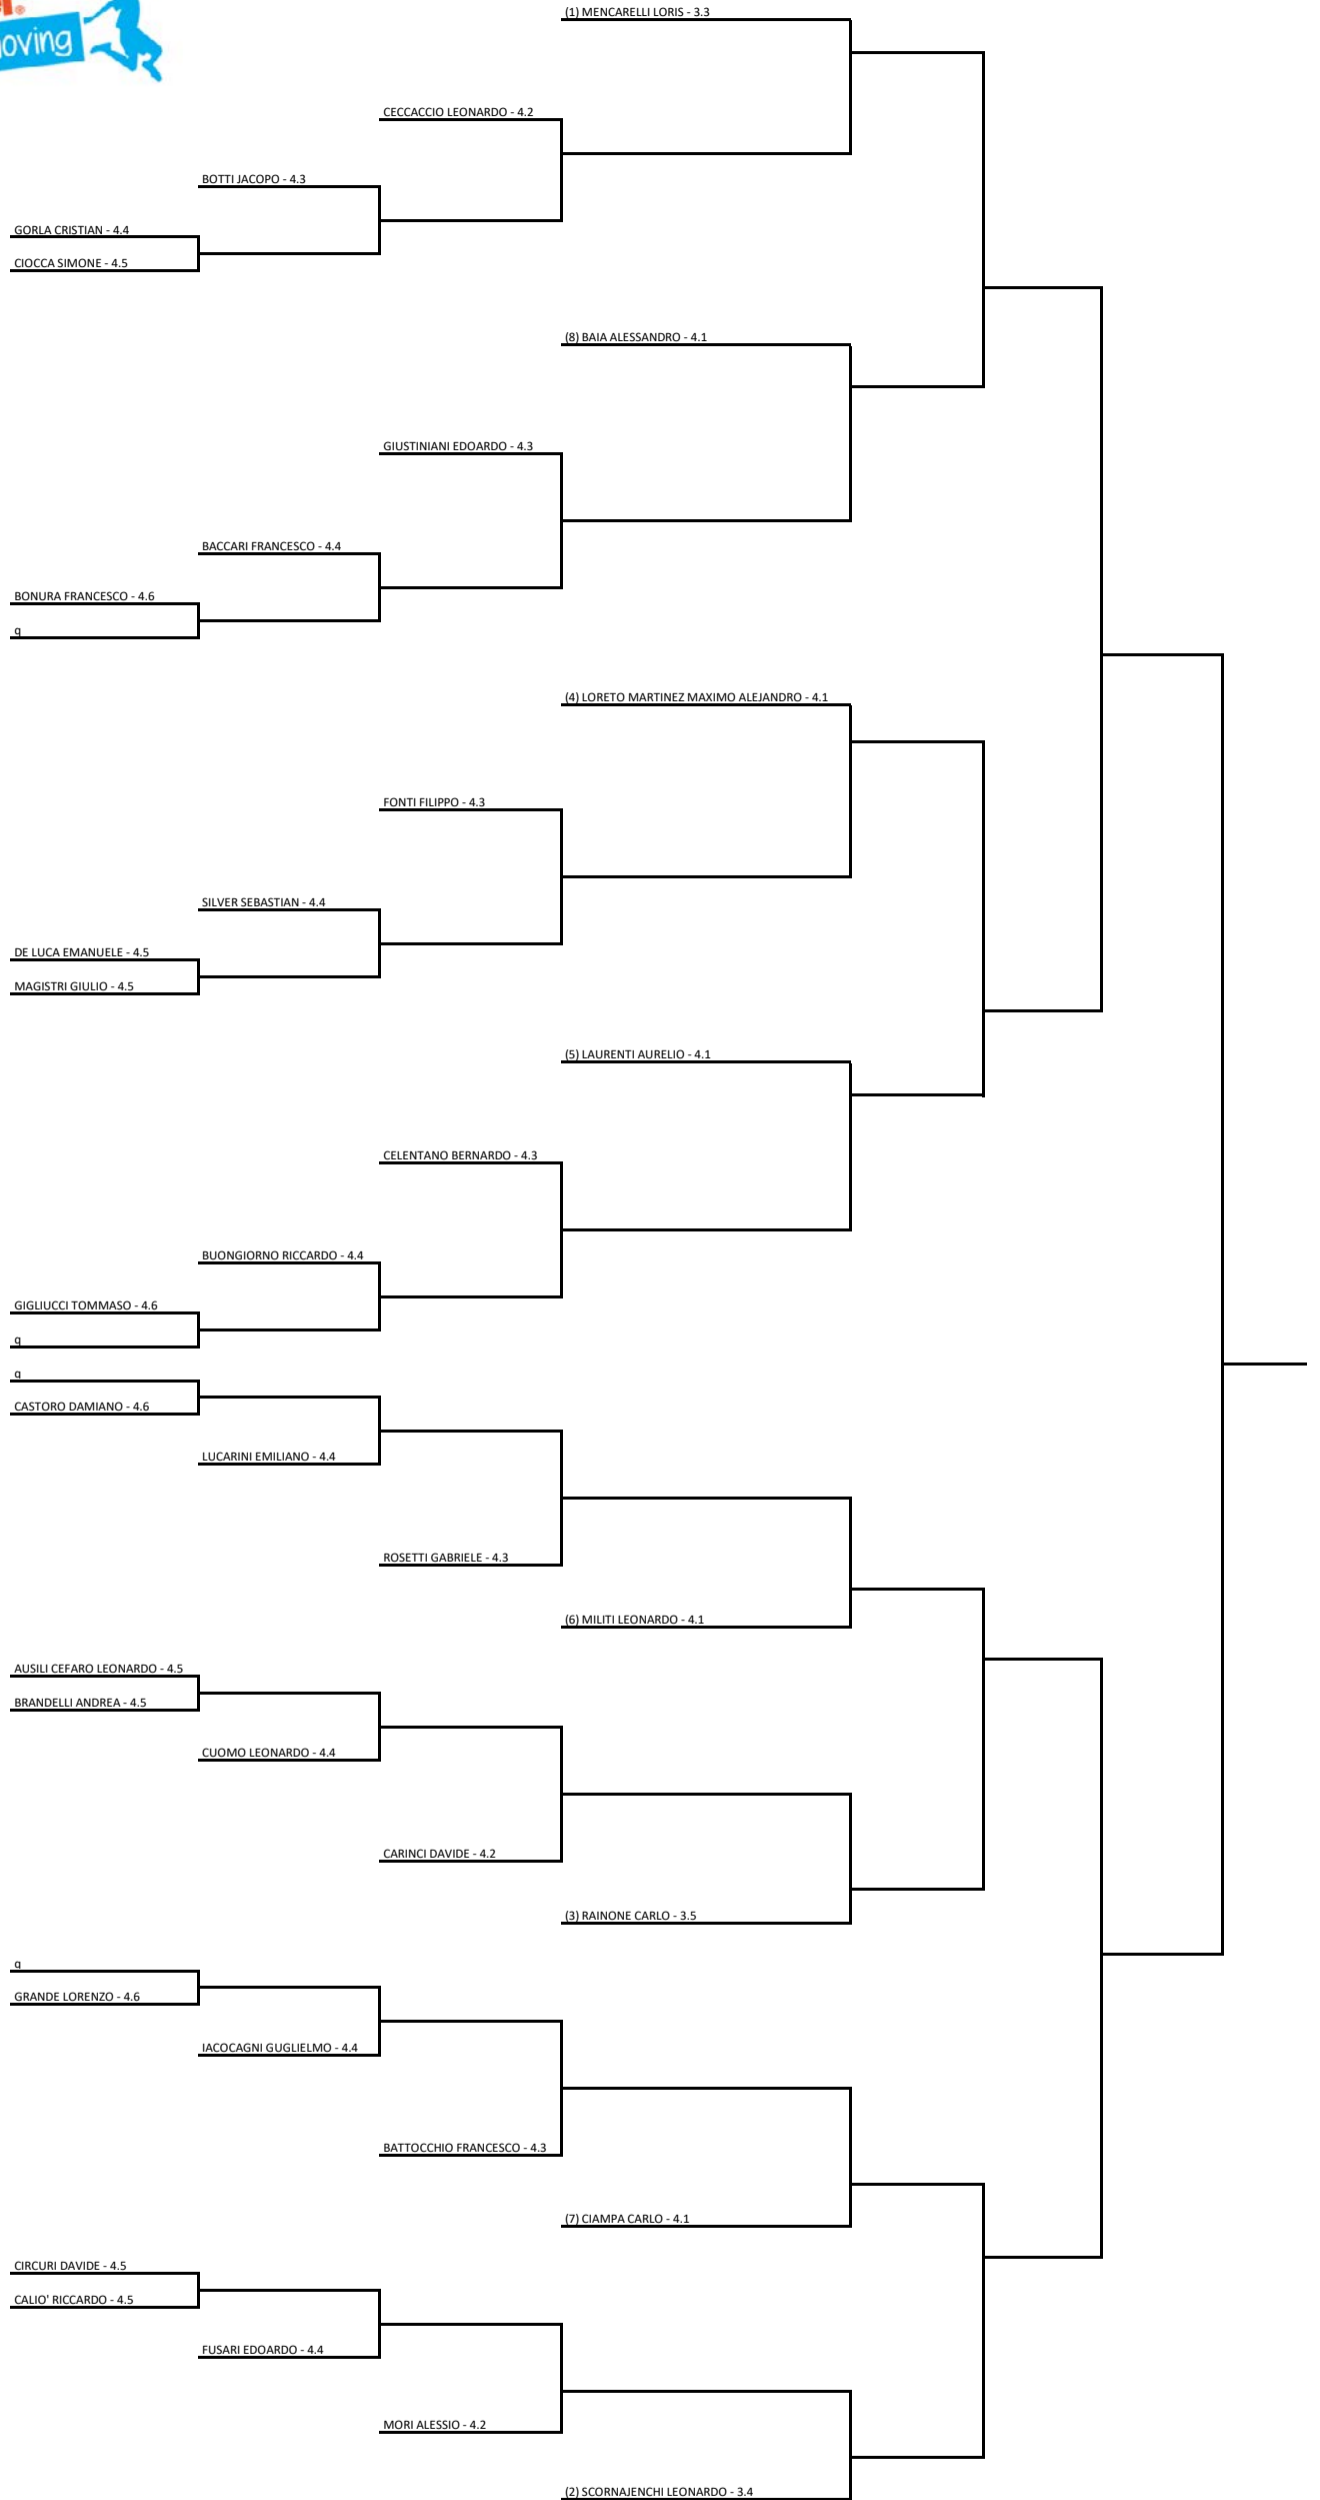 oving
(1) MENCARELLI LORIS - 3.3
CECCACCIO LEONARDO - 4.2
BOTTI JACOPO - 4.3
GORLA CRISTIAN - 4.4
CIOCCA SIMONE - 4.5
(8) BAIA ALESSANDRO - 4.1
GIUSTINIANI EDOARDO - 4.3
BACCARI FRANCESCO - 4.4
BONURA FRANCESCO - 4.6
q
(4) LORETO MARTINEZ MAXIMO ALEJANDRO - 4.1
FONTI FILIPPO - 4.3
SILVER SEBASTIAN - 4.4
DE LUCA EMANUELE - 4.5
MAGISTRI GIULIO - 4.5
(5) LAURENTI AURELIO - 4.1
CELENTANO BERNARDO - 4.3
BUONGIORNO RICCARDO - 4.4
GIGLIUCCI TOMMASO - 4.6
q
q
CASTORO DAMIANO - 4.6
LUCARINI EMILIANO - 4.4
ROSETTI GABRIELE - 4.3
(6) MILITI LEONARDO - 4.1
AUSILI CEFARO LEONARDO - 4.5
BRANDELLI ANDREA - 4.5
CUOMO LEONARDO - 4.4
CARINCI DAVIDE - 4.2
(3) RAINONE CARLO - 3.5
q
GRANDE LORENZO - 4.6
IACOCAGNI GUGLIELMO - 4.4
BATTOCCHIO FRANCESCO - 4.3
(7) CIAMPA CARLO - 4.1
CIRCURI DAVIDE - 4.5
CALIO' RICCARDO - 4.5
FUSARI EDOARDO - 4.4
MORI ALESSIO - 4.2
(2) SCORNAJENCHI LEONARDO - 3.4